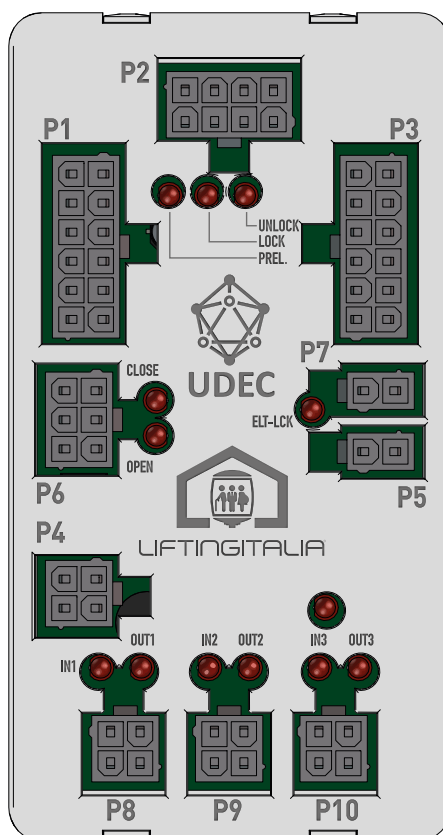 P2
P1
P3
UNLOCK
LOCK
PREL.
P7
CLOSE
UDEC
ELT-LCK
OPEN
P6
P5
P4
LIFTINGITALIA
OUT1
IN2
OUT2
IN3
OUT3
IN1
P8
P9
P10